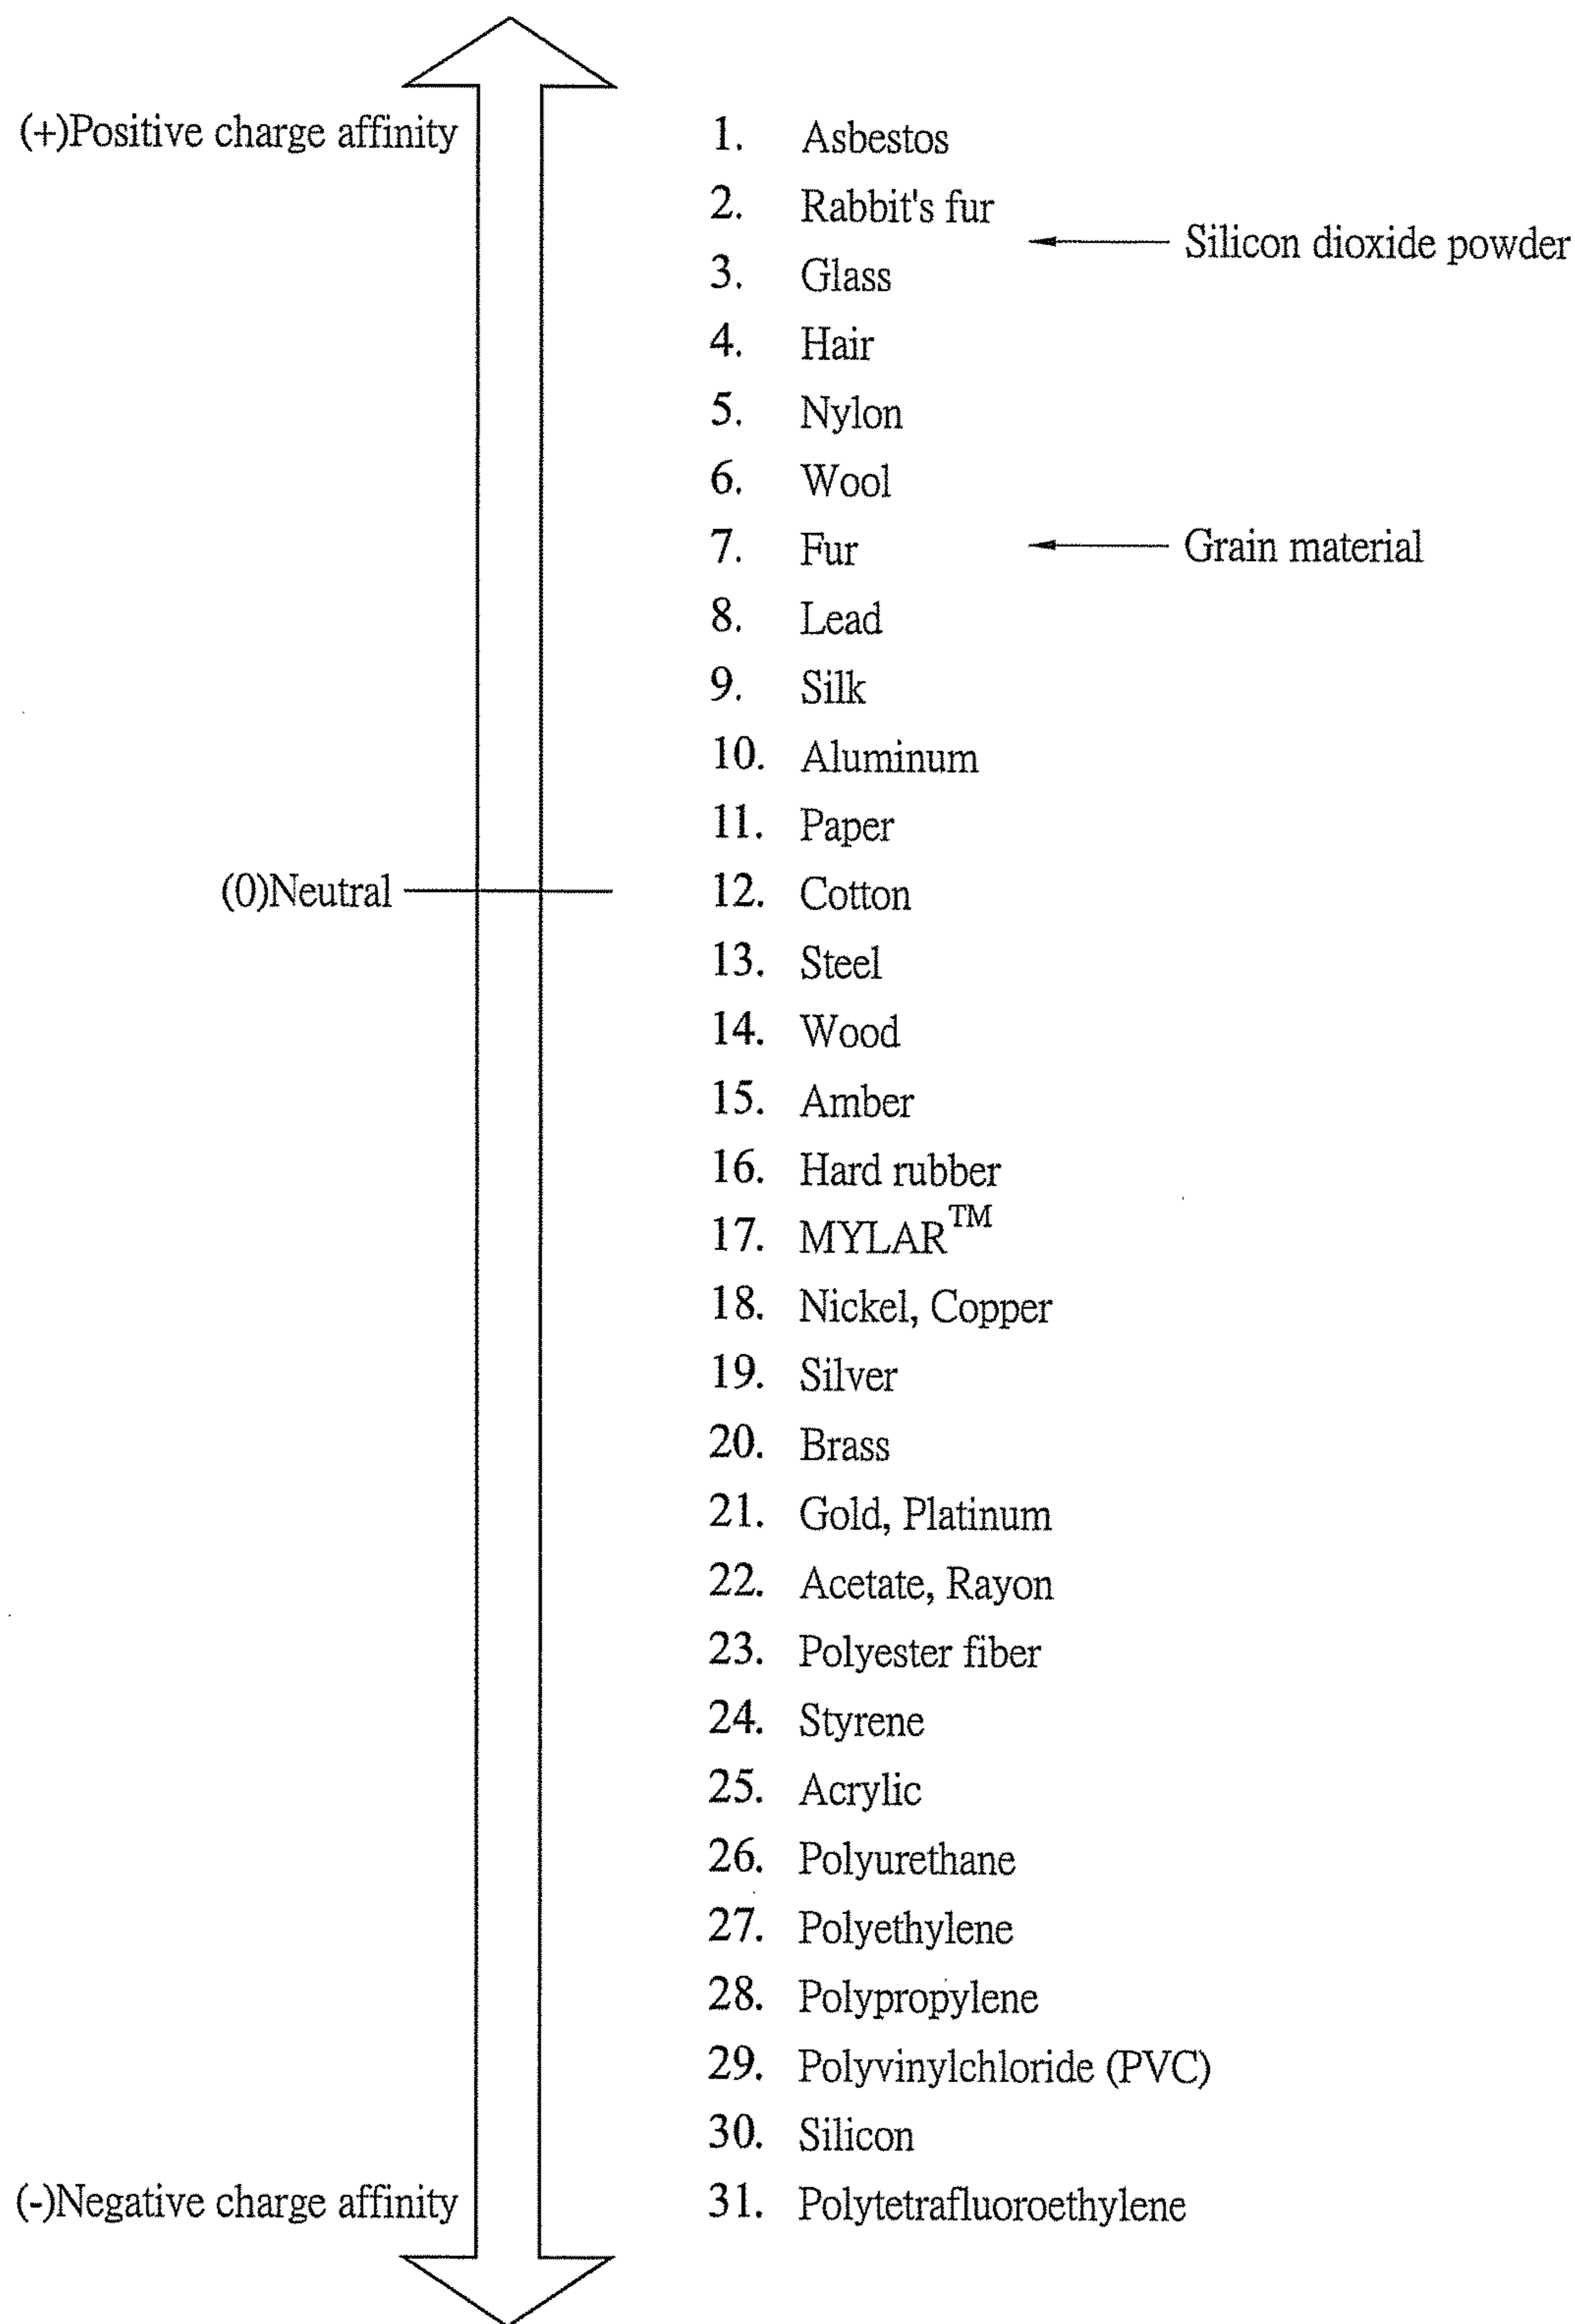 (+)Positive charge affinity
1. Asbestos
2. Rabbit's fur
Silicon dioxide powder
3. Glass
4. Hair
5. Nylon
6. Wool
7. Fur
Grain material
8. Lead
9. Silk
10. Aluminum
11. Paper
(0)Neutral
12. Cotton
13. Steel
14. Wood
15. Amber
16. Hard rubber
17. MYLAR™
18. Nickel, Copper
19. Silver
20. Brass
21. Gold, Platinum
22. Acetate, Rayon
23. Polyester fiber
24. Styrene
25. Acrylic
26. Polyurethane
27. Polyethylene
28. Polypropylene
29. Polyvinylchloride (PVC)
30. Silicon
(-)Negative charge affinity
31. Polytetrafluoroethylene